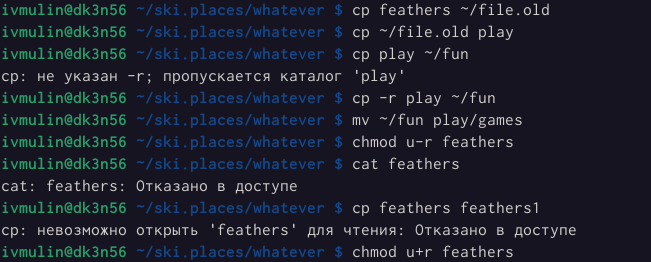 ivmulin@dk3n56 ~/ski.places/whatever $ cp feathers ~/file.old
ivmulin@dk3n56 ~/ski.places/whatever $ cp ~/file.old play
ivmulin@dk3n56 ~/ski.places/whatever $ cp play ~/fun
cp: не указан -r; пропускается каталог 'play'
ivmulin@dk3n56 ~/ski.places/whatever $ cp -r play ~/fun
ivmulin@dk3n56 ~/ski.places/whatever $ mv ~/fun play/games
ivmulin@dk3n56 ~/ski.places/whatever $ chmod u-r feathers
ivmulin@dk3n56 ~/ski.places/whatever $ cat feathers
cat: feathers: Отказано в доступе
ivmulin@dk3n56 ~/ski.places/whatever $ cp feathers feathers1
cp: невозможно открыть 'feathers' для чтения: Отказано в доступе
ivmulin@dk3n56 ~/ski.places/whatever $ chmod u+r feathers